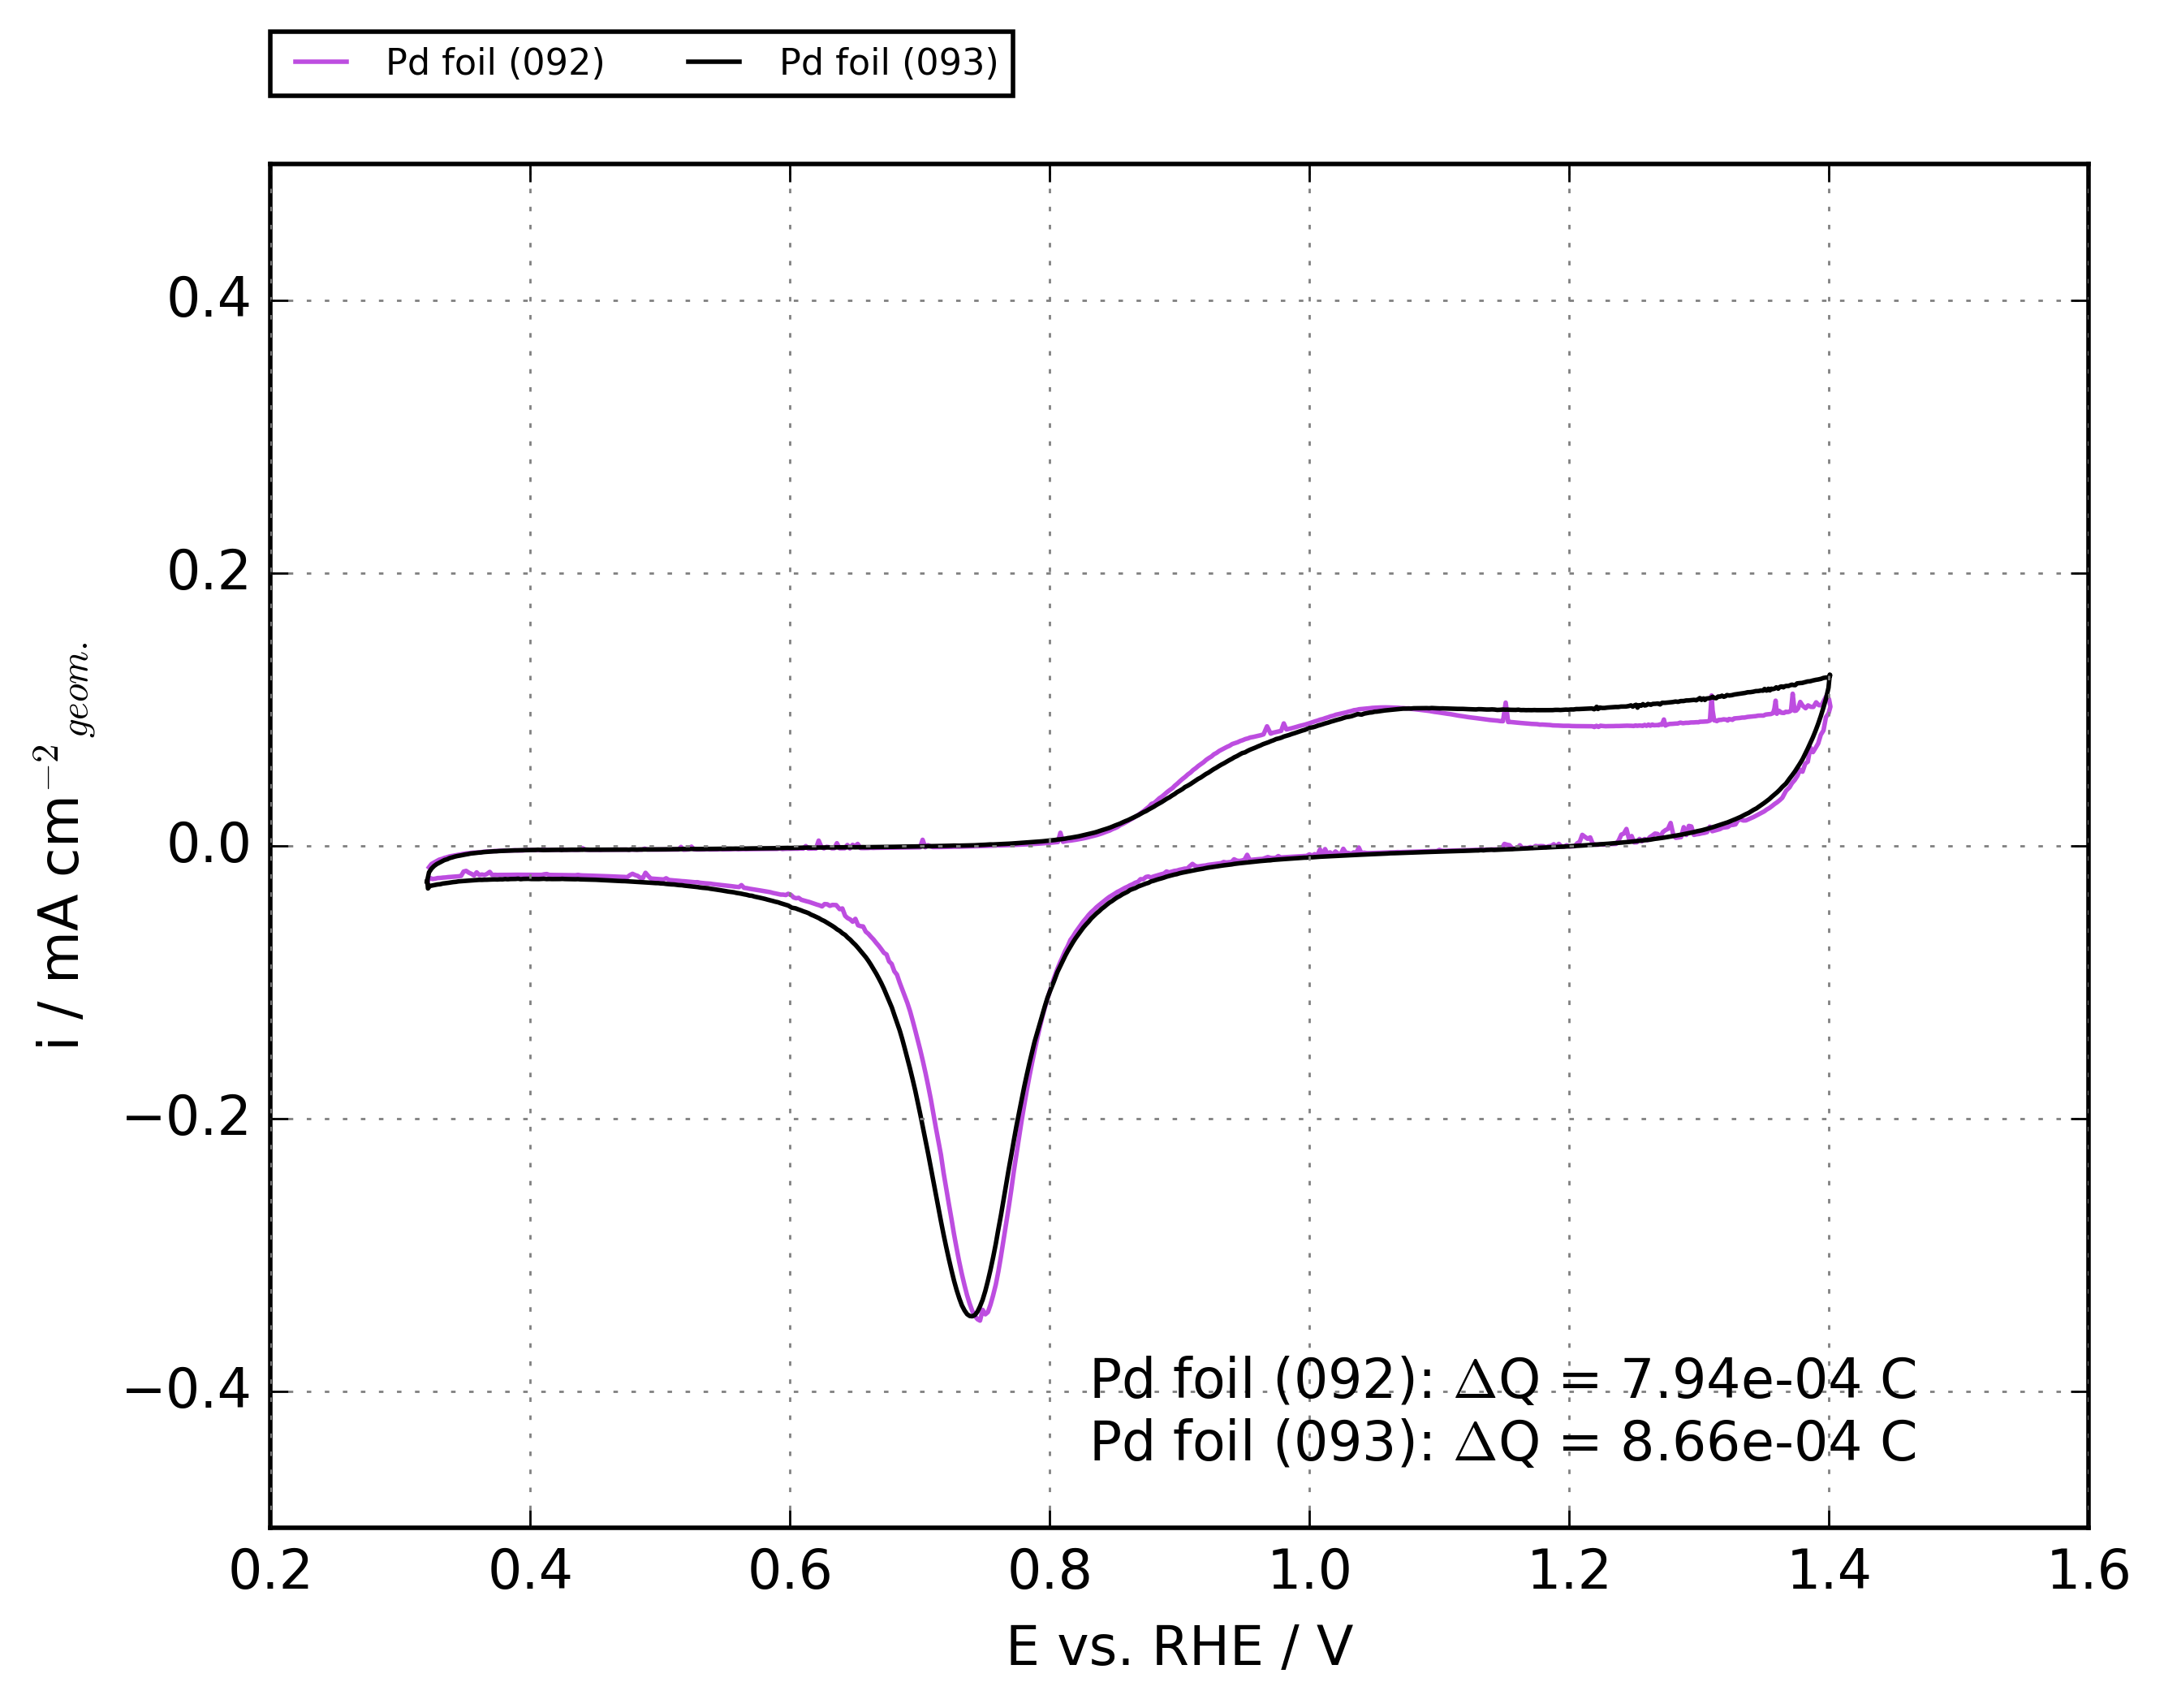 Pd foil (092) Pd foil (093)
0.4
0.2
0.0
−0.2
−0.4
i / mA cm⁻² geom.
Pd foil (092): ΔQ = 7.94e-04 C
Pd foil (093): ΔQ = 8.66e-04 C
0.2 0.4 0.6 0.8 1.0 1.2 1.4 1.6
E vs. RHE / V